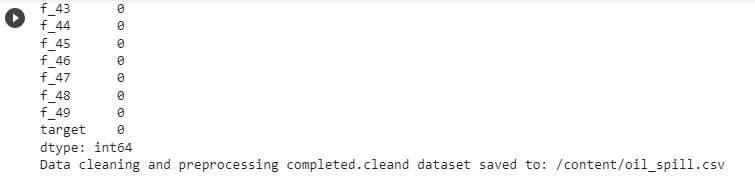 f_43 0
f_44 0
f_45 0
f_46 0
f_47 0
f_48 0
f_49 0
target 0
dtype: int64
Data cleaning and preprocessing completed.cleand dataset saved to: /content/oil_spill.csv